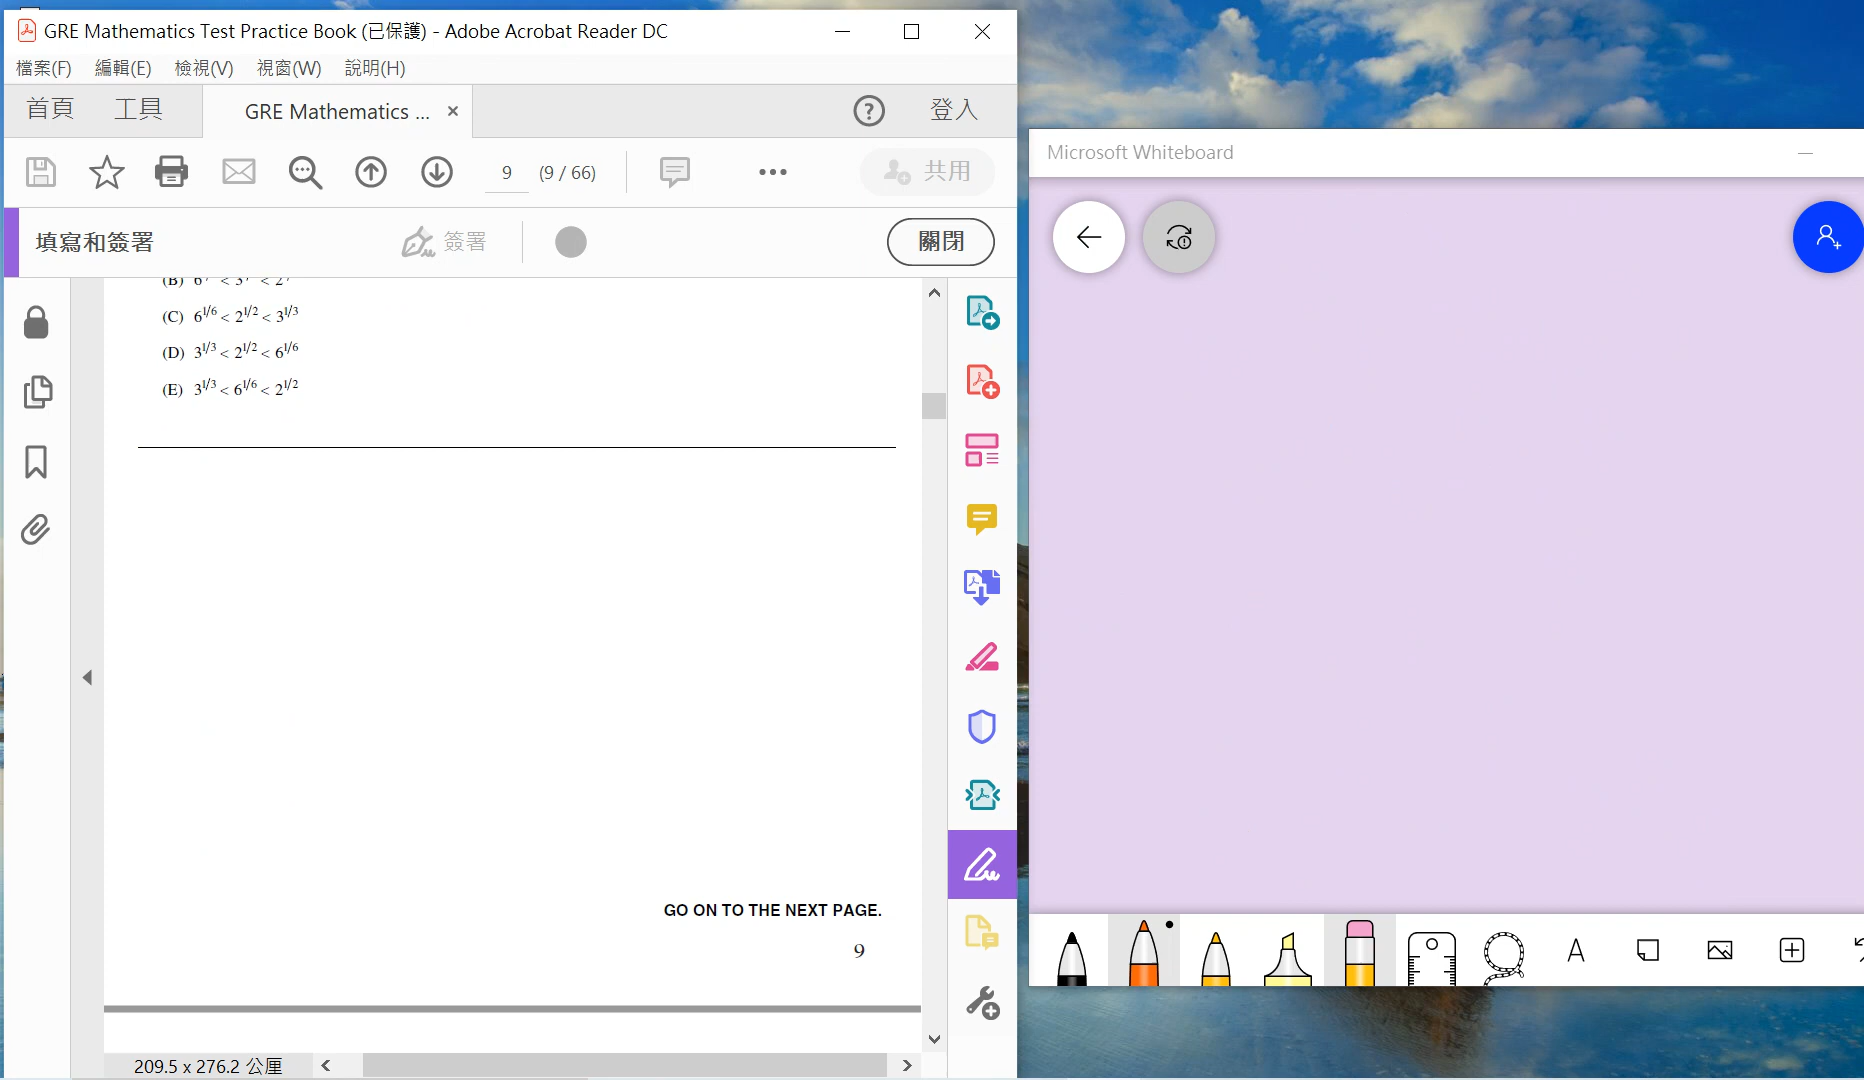 GRE Mathematics Test Practice Book (已保護) - Adobe Acrobat Reader DC
檔案(F) 編輯(E) 檢視(V) 視窗(W) 說明(H)
首頁 工具 GRE Mathematics ... × 登入
9 (9 / 66) 共用
填寫和簽署 簽署 關閉
(C) 6^{1/6} < 2^{1/2} < 3^{1/3}
(D) 3^{1/3} < 2^{1/2} < 6^{1/6}
(E) 3^{1/3} < 6^{1/6} < 2^{1/2}
GO ON TO THE NEXT PAGE.
9
209.5 x 276.2 公厘
Microsoft Whiteboard